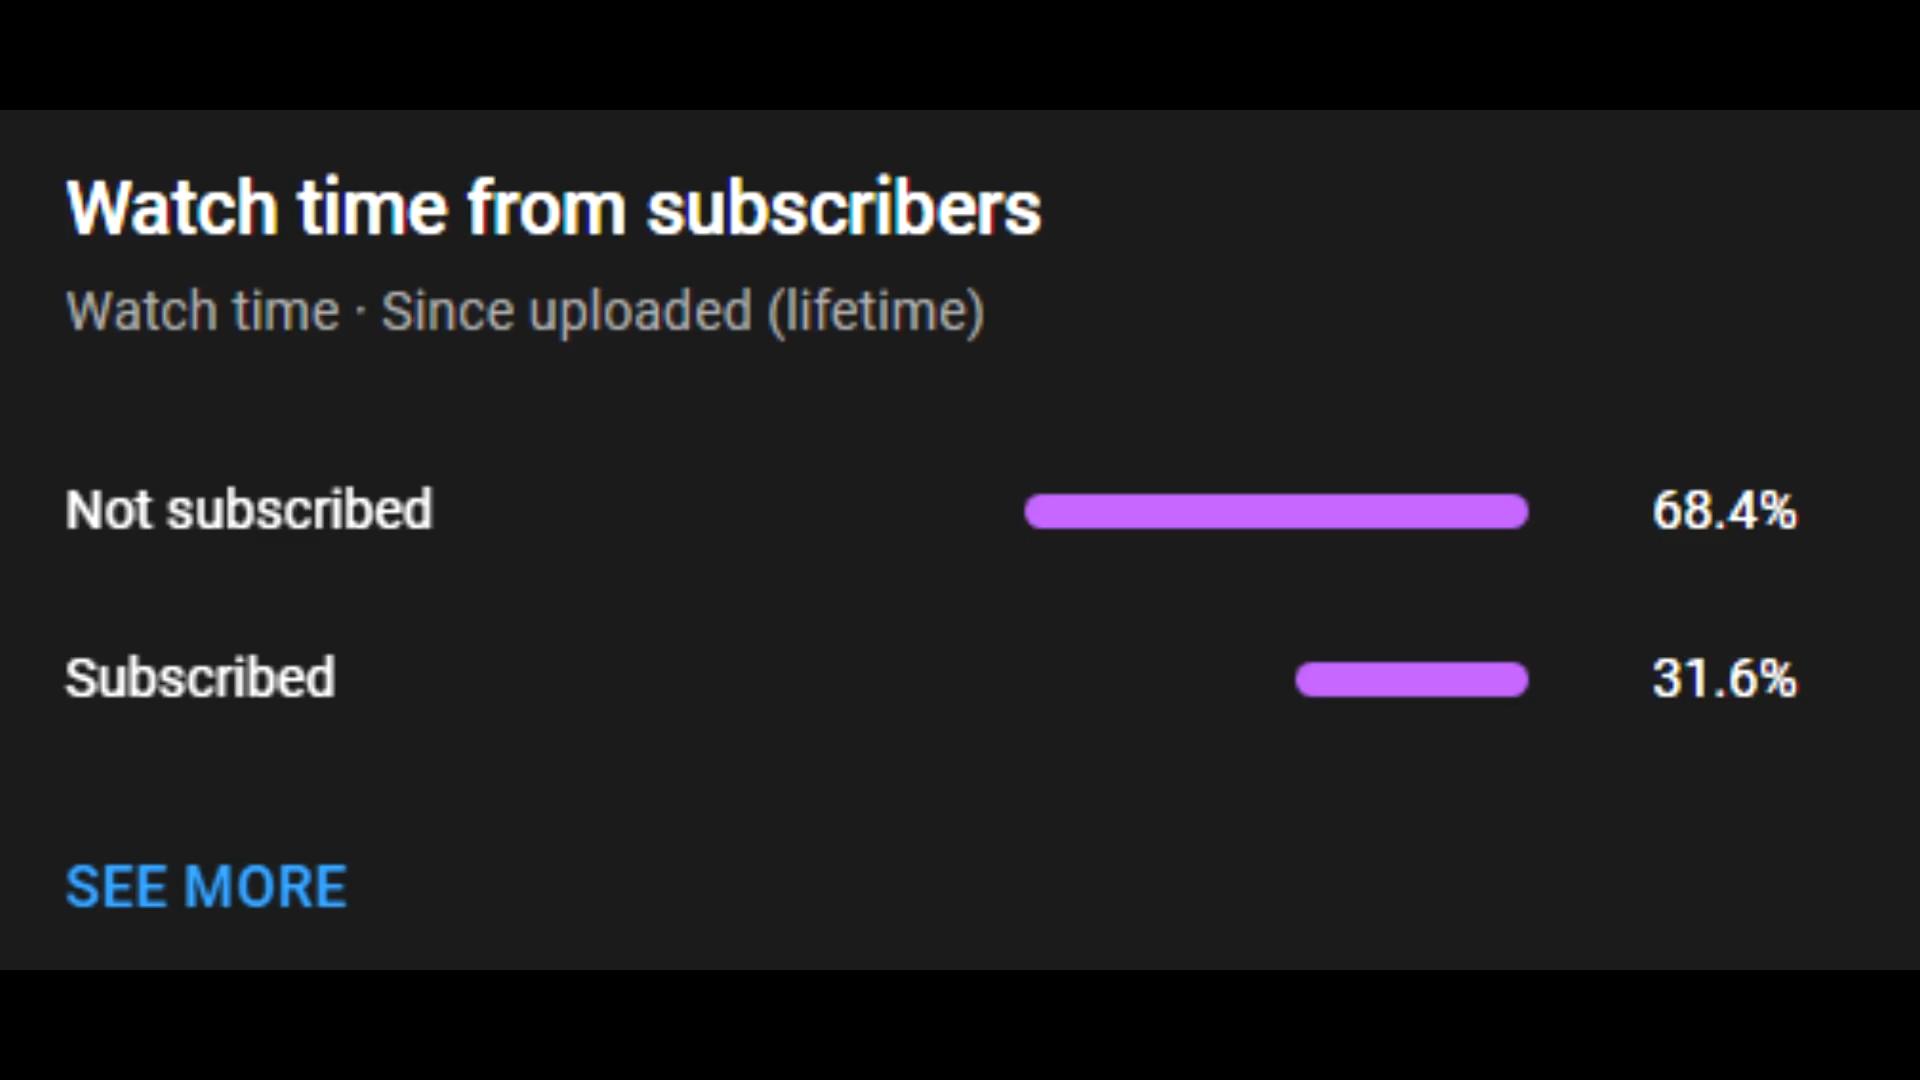 Watch time from subscribers
Watch time · Since uploaded (lifetime)
Not subscribed 68.4%
Subscribed 31.6%
SEE MORE